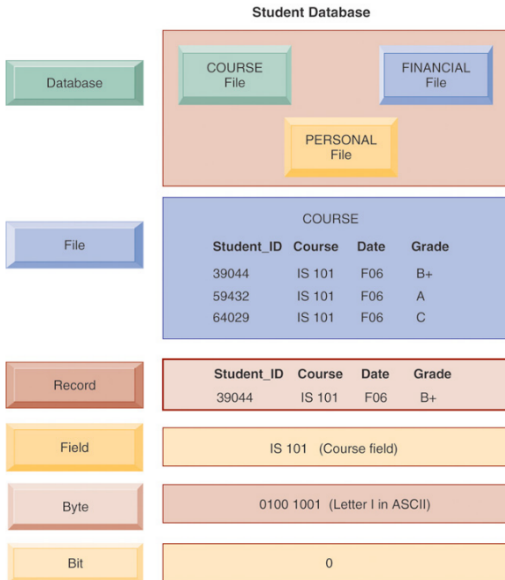 Student Database
Database
COURSE
File
FINANCIAL
File
PERSONAL
File
File
COURSE
Student_ID Course Date Grade
39044 IS 101 F06 B+
59432 IS 101 F06 A
64029 IS 101 F06 C
Record
Student_ID Course Date Grade
39044 IS 101 F06 B+
Field
IS 101 (Course field)
Byte
0100 1001 (Letter I in ASCII)
Bit
0